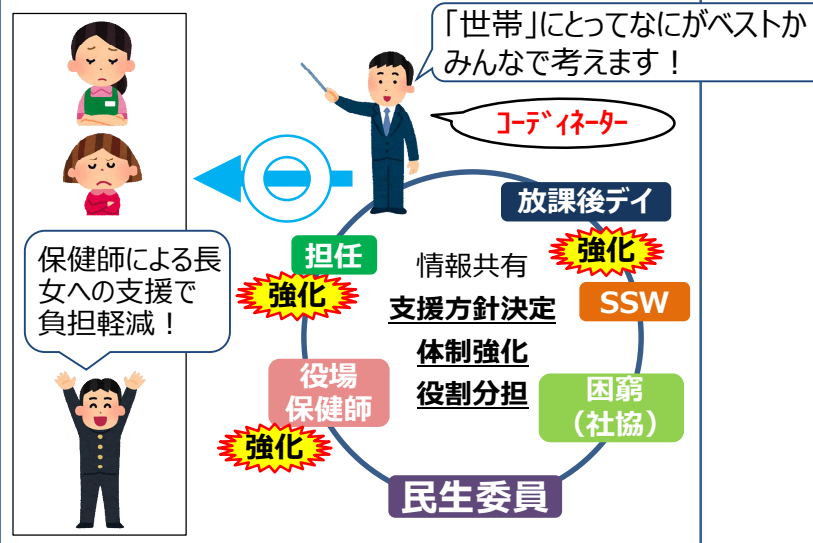 「世帯」にとってなにがベストか
みんなで考えます！
ｺｰﾃﾞｨﾈｰﾀｰ
放課後デイ
担任
強化
情報共有
強化
保健師による長
女への支援で
負担軽減！
支援方針決定
SSW
体制強化
役場
保健師
役割分担
困窮
（社協）
強化
民生委員